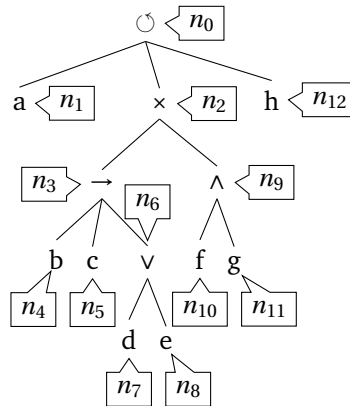 ↺ n₀
a n₁ × n₂ h n₁₂
n₃ → n₆ ∧ n₉
b c ∨ f g
n₄ n₅ n₁₀ n₁₁
d e
n₇ n₈